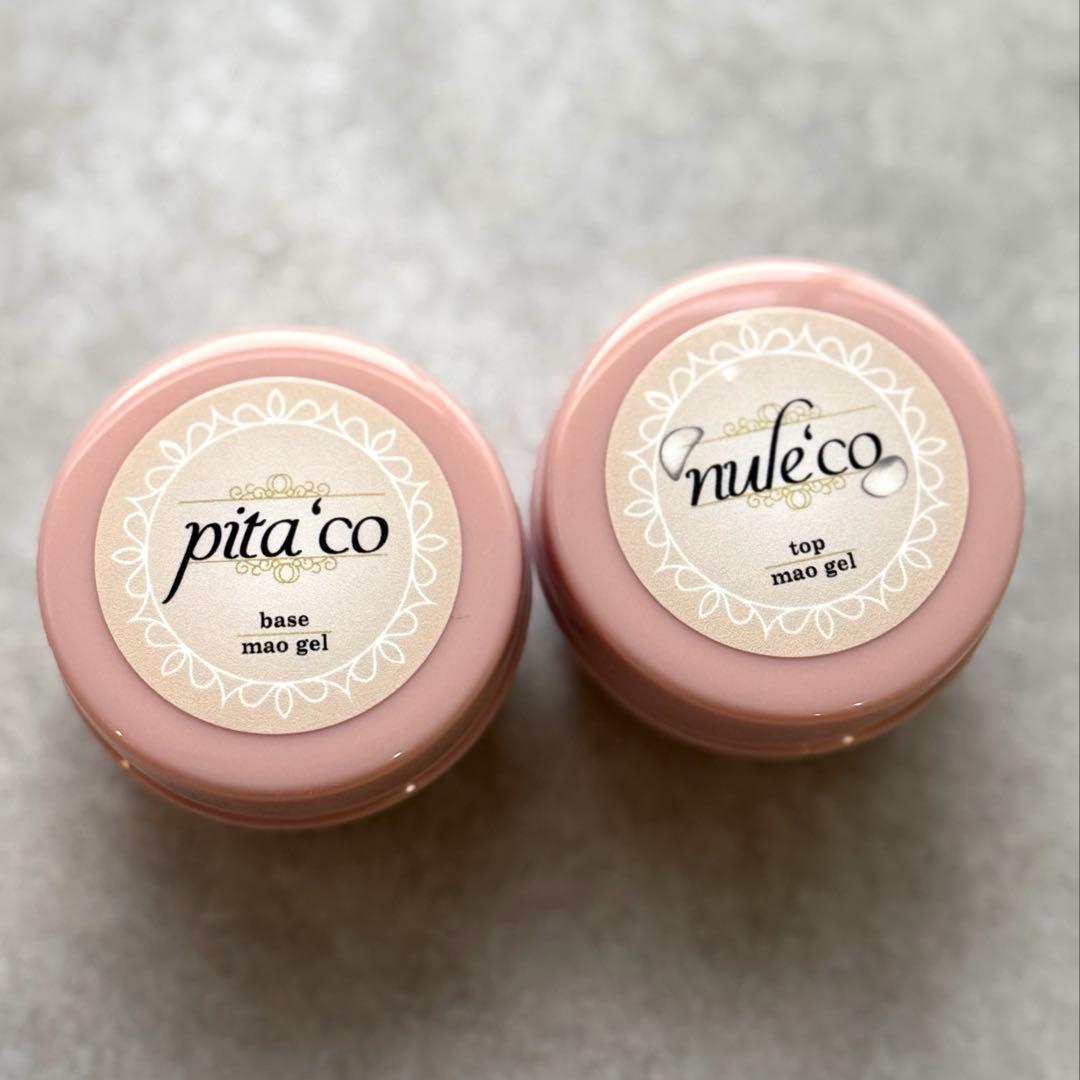 pita‘co
base
mao gel
nule‘co
top
mao gel